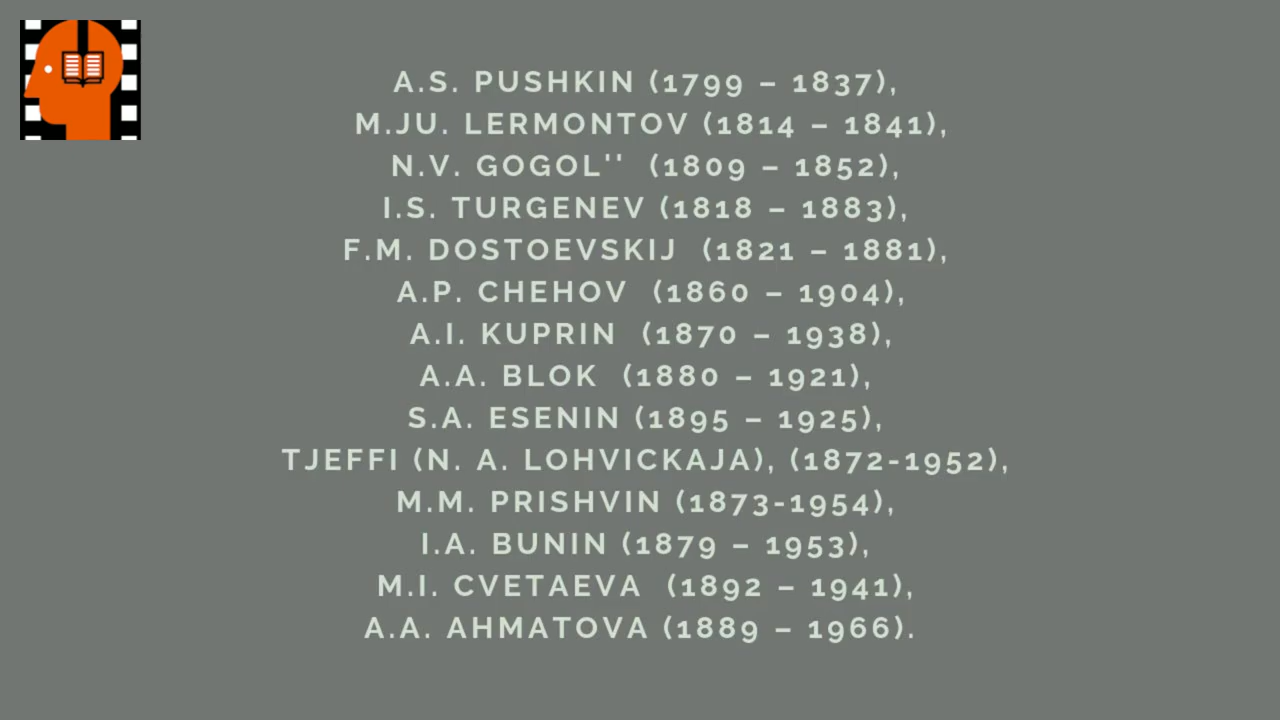 A.S. PUSHKIN (1799 – 1837),
M.JU. LERMONTOV (1814 – 1841),
N.V. GOGOL'' (1809 – 1852),
I.S. TURGENEV (1818 – 1883),
F.M. DOSTOEVSKIJ (1821 – 1881),
A.P. CHEHOV (1860 – 1904),
A.I. KUPRIN (1870 – 1938),
A.A. BLOK (1880 – 1921),
S.A. ESENIN (1895 – 1925),
TJEFFI (N. A. LOHVICKAJA), (1872-1952),
M.M. PRISHVIN (1873-1954),
I.A. BUNIN (1879 – 1953),
M.I. CVETAEVA (1892 – 1941),
A.A. AHMATOVA (1889 – 1966).